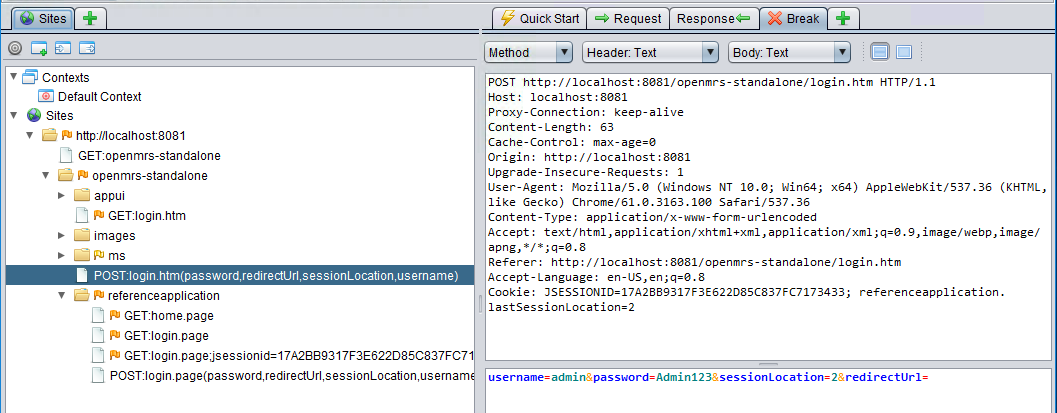 Sites
Quick Start
Request
Response
Break
Method
Header: Text
Body: Text
Contexts
Default Context
Sites
http://localhost:8081
GET:openmrs-standalone
openmrs-standalone
appui
GET:login.htm
images
ms
POST:login.htm(password,redirectUrl,sessionLocation,username)
referenceapplication
GET:home.page
GET:login.page
GET:login.page;jsessionid=17A2BB9317F3E622D85C837FC71
POST:login.page(password,redirectUrl,sessionLocation,username
POST http://localhost:8081/openmrs-standalone/login.htm HTTP/1.1
Host: localhost:8081
Proxy-Connection: keep-alive
Content-Length: 63
Cache-Control: max-age=0
Origin: http://localhost:8081
Upgrade-Insecure-Requests: 1
User-Agent: Mozilla/5.0 (Windows NT 10.0; Win64; x64) AppleWebKit/537.36 (KHTML,
like Gecko) Chrome/61.0.3163.100 Safari/537.36
Content-Type: application/x-www-form-urlencoded
Accept: text/html,application/xhtml+xml,application/xml;q=0.9,image/webp,image/
apng,*/*;q=0.8
Referer: http://localhost:8081/openmrs-standalone/login.htm
Accept-Language: en-US,en;q=0.8
Cookie: JSESSIONID=17A2BB9317F3E622D85C837FC7173433; referenceapplication.
lastSessionLocation=2
username=admin&password=Admin123&sessionLocation=2&redirectUrl=